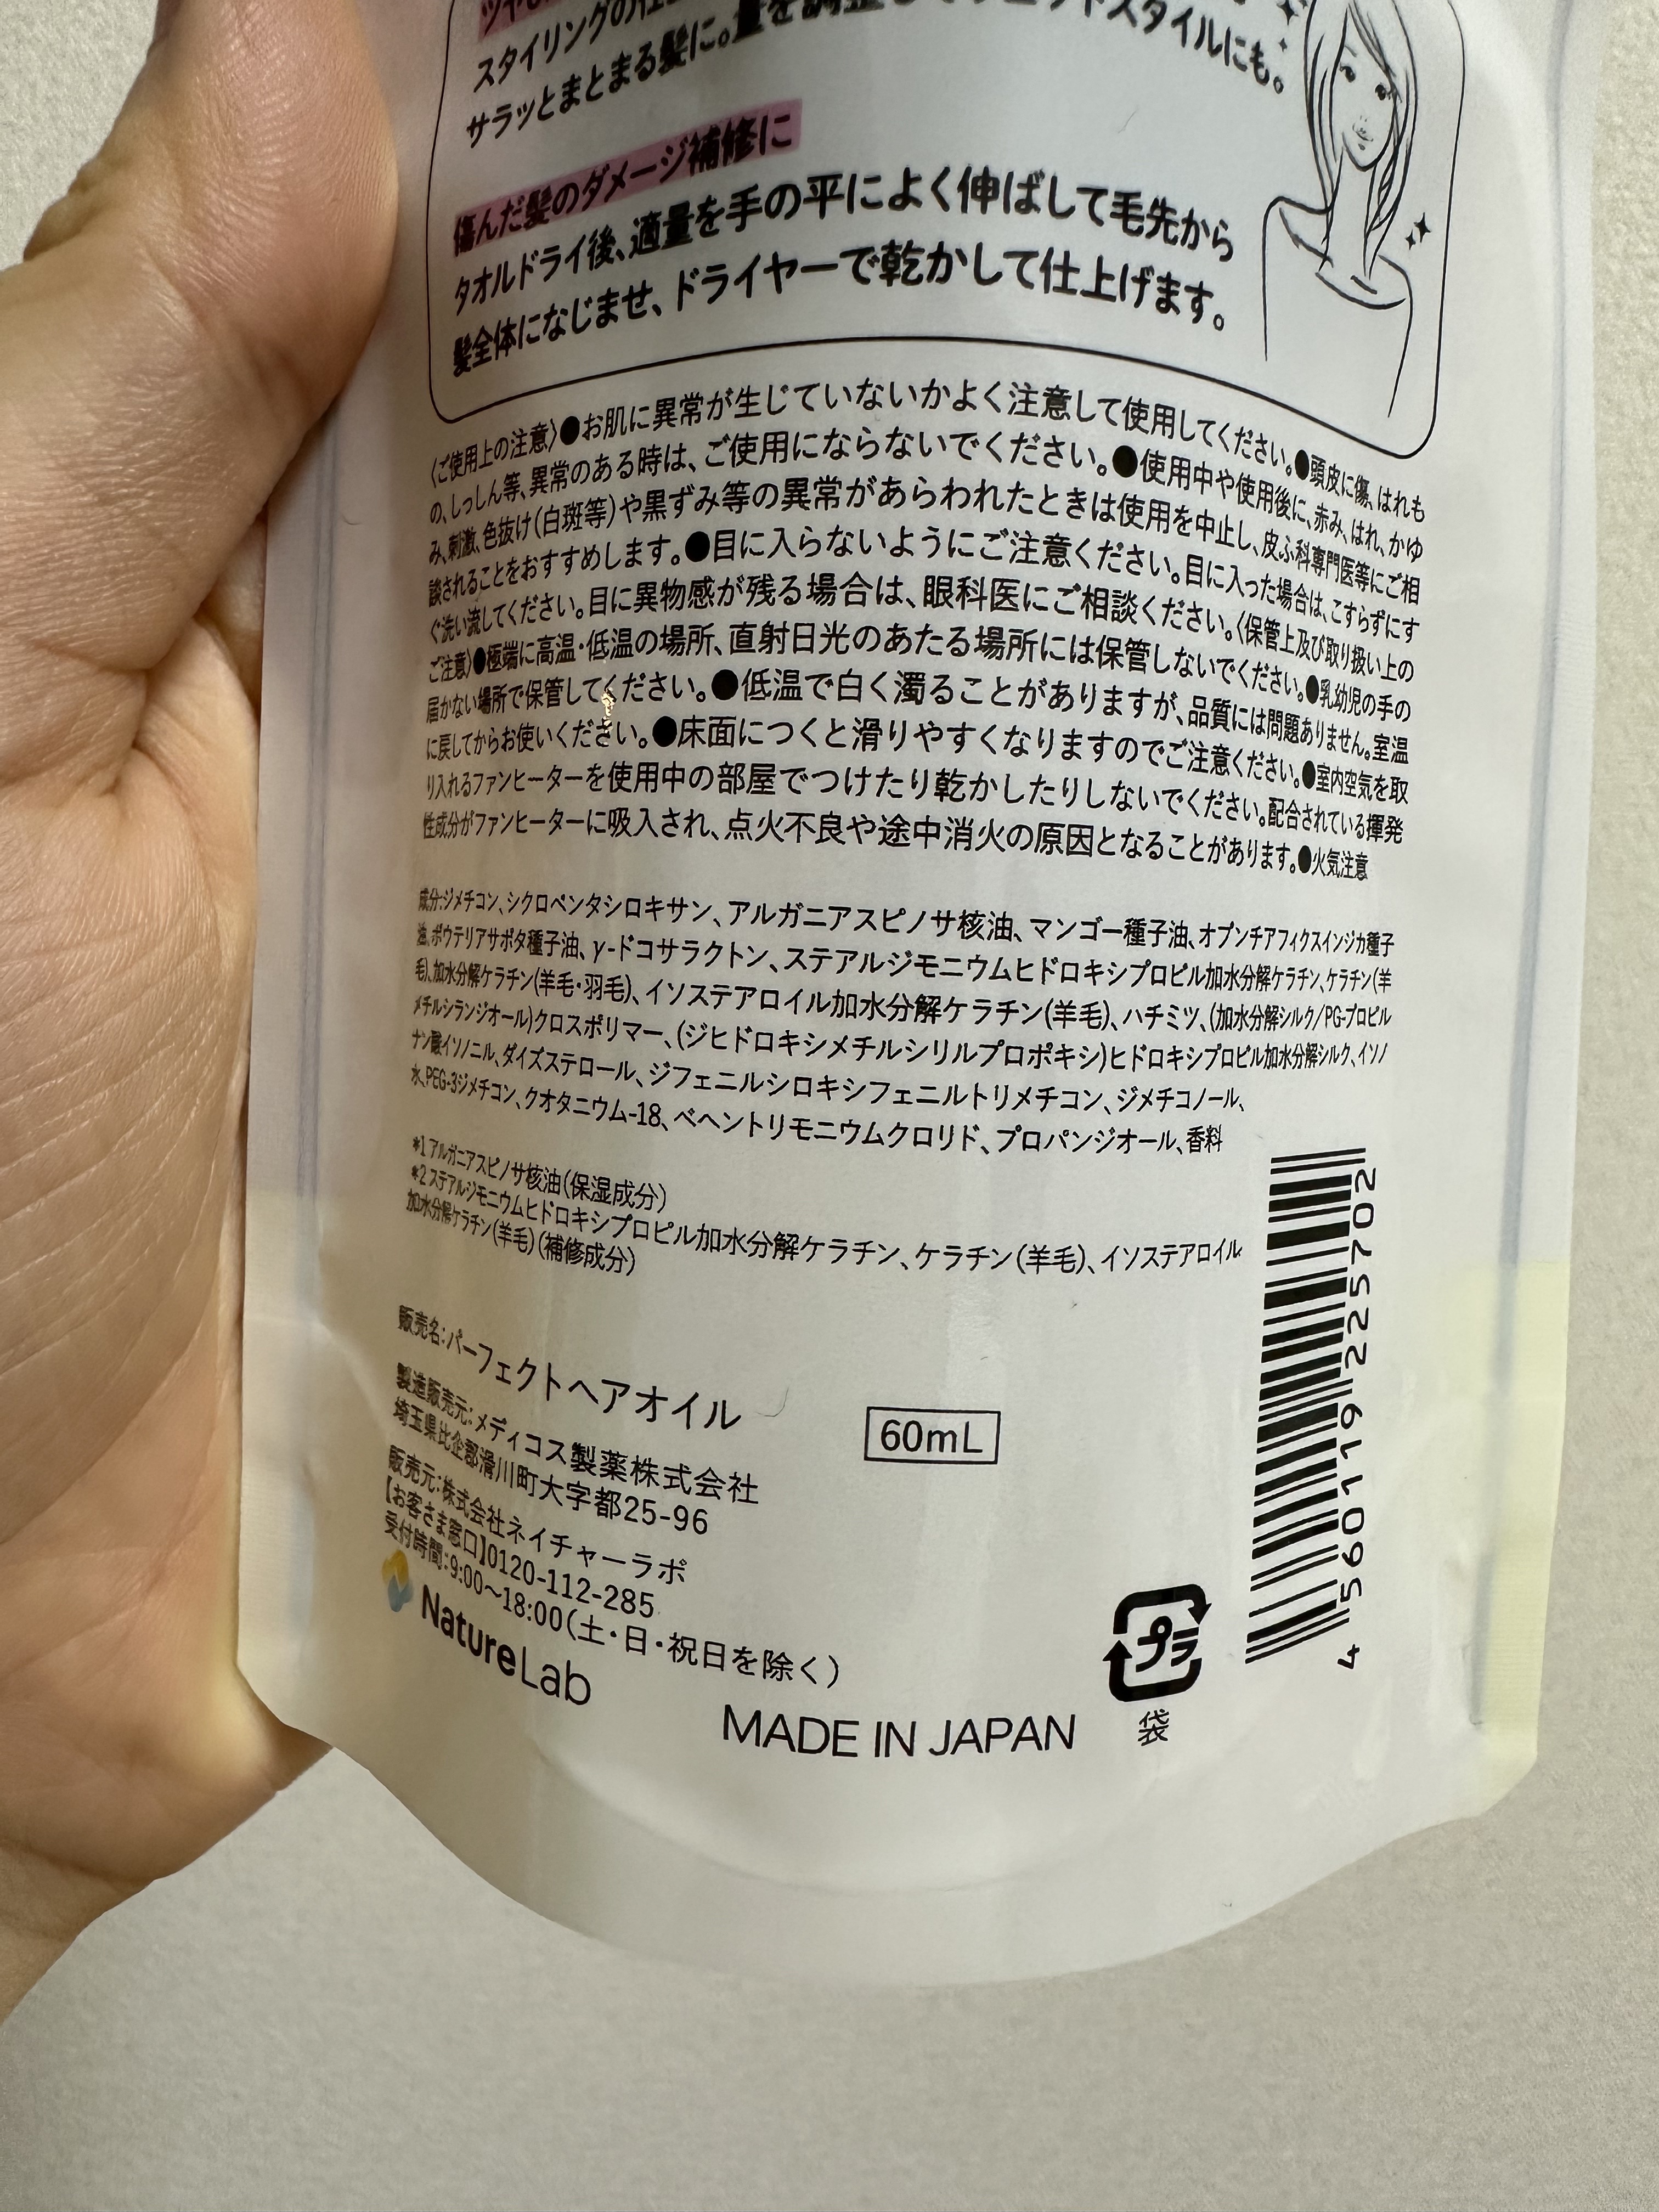 スタイリングの仕
サラッとまとまる髪に。量を調整して
スタイルにも。
傷んだ髪のダメージ補修に
タオルドライ後、適量を手の平によく伸ばして毛先から
髪全体になじませ、ドライヤーで乾かして仕上げます。
〈ご使用上の注意〉●お肌に異常が生じていないかよく注意して使用してください。●頭皮に傷、はれも
の、しっしん等、異常のある時は、ご使用にならないでください。●使用中や使用後に、赤み、はれ、かゆ
み、刺激、色抜け(白斑等)や黒ずみ等の異常があらわれたときは使用を中止し、皮ふ科専門医等にご相
談されることをおすすめします。●目に入らないようにご注意ください。目に入った場合は、こすらずにす
ぐ洗い流してください。目に異物感が残る場合は、眼科医にご相談ください。〈保管上及び取り扱い上の
ご注意〉●極端に高温・低温の場所、直射日光のあたる場所には保管しないでください。●乳幼児の手の
届かない場所で保管してください。●低温で白く濁ることがありますが、品質には問題ありません。室温
に戻してからお使いください。●床面につくと滑りやすくなりますのでご注意ください。●室内空気を取
り入れるファンヒーターを使用中の部屋でつけたり乾かしたりしないでください。配合されている揮発
性成分がファンヒーターに吸入され、点火不良や途中消火の原因となることがあります。●火気注意
成分:ジメチコン、シクロペンタシロキサン、アルガニアスピノサ核油、マンゴー種子油、オプンチアフィクスインジカ種子
油、ポウテリアサポタ種子油、γ-ドコサラクトン、ステアルジモニウムヒドロキシプロピル加水分解ケラチン、ケラチン(羊
毛)、加水分解ケラチン(羊毛・羽毛)、イソステアロイル加水分解ケラチン(羊毛)、ハチミツ、(加水分解シルク/PG-プロピル
メチルシランジオール)クロスポリマー、(ジヒドロキシメチルシリルプロポキシ)ヒドロキシプロピル加水分解シルク、イソノ
ナン酸イソノニル、ダイズステロール、ジフェニルシロキシフェニルトリメチコン、ジメチコノール、
水、PEG-3ジメチコン、クオタニウム-18、ベヘントリモニウムクロリド、プロパンジオール、香料
*1 アルガニアスピノサ核油(保湿成分)
*2 ステアルジモニウムヒドロキシプロピル加水分解ケラチン、ケラチン(羊毛)、イソステアロイル
加水分解ケラチン(羊毛)(補修成分)
販売名:パーフェクトヘアオイル
60mL
製造販売元:メディコス製薬株式会社
埼玉県比企郡滑川町大字都25-96
販売元:株式会社ネイチャーラボ
【お客さま窓口】0120-112-285
受付時間:9:00〜18:00(土・日・祝日を除く)
NatureLab
MADE IN JAPAN
プラ
袋
4 560119 225702